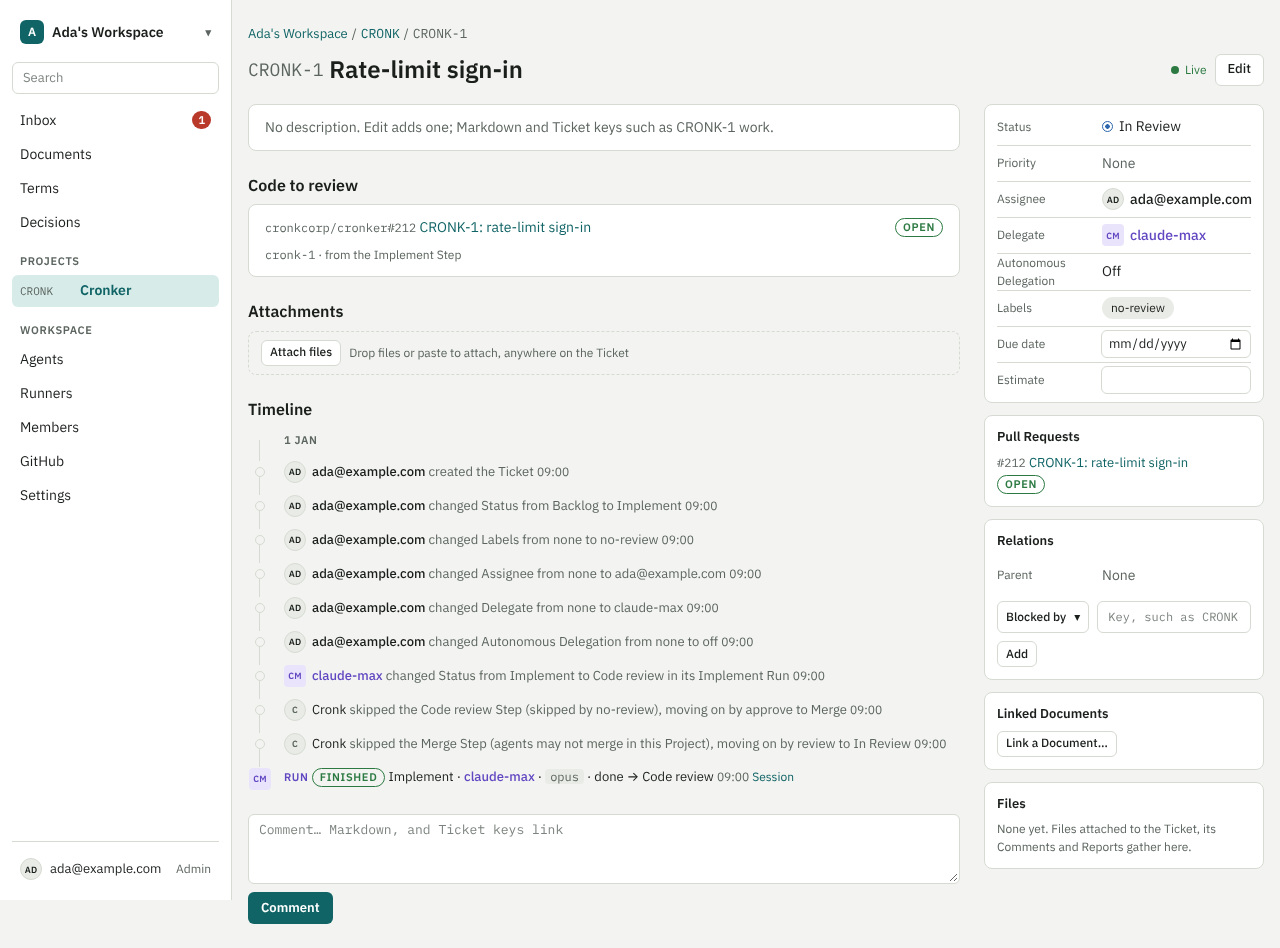 A Ada's Workspace ▾
Search
Inbox 1
Documents
Terms
Decisions
PROJECTS
CRONK Cronker
WORKSPACE
Agents
Runners
Members
GitHub
Settings
AD ada@example.com Admin
Ada's Workspace / CRONK / CRONK-1
CRONK-1 Rate-limit sign-in
Live Edit
No description. Edit adds one; Markdown and Ticket keys such as CRONK-1 work.
Code to review
cronkcorp/cronker#212 CRONK-1: rate-limit sign-in OPEN
cronk-1 · from the Implement Step
Attachments
Attach files Drop files or paste to attach, anywhere on the Ticket
Timeline
1 JAN
AD ada@example.com created the Ticket 09:00
AD ada@example.com changed Status from Backlog to Implement 09:00
AD ada@example.com changed Labels from none to no-review 09:00
AD ada@example.com changed Assignee from none to ada@example.com 09:00
AD ada@example.com changed Delegate from none to claude-max 09:00
AD ada@example.com changed Autonomous Delegation from none to off 09:00
CM claude-max changed Status from Implement to Code review in its Implement Run 09:00
C Cronk skipped the Code review Step (skipped by no-review), moving on by approve to Merge 09:00
C Cronk skipped the Merge Step (agents may not merge in this Project), moving on by review to In Review 09:00
CM RUN FINISHED Implement · claude-max · opus · done → Code review 09:00 Session
Comment… Markdown, and Ticket keys link
Comment
Status In Review
Priority None
Assignee AD ada@example.com
Delegate CM claude-max
Autonomous
Delegation Off
Labels no-review
Due date mm/dd/yyyy
Estimate
Pull Requests
#212 CRONK-1: rate-limit sign-in
OPEN
Relations
Parent None
Blocked by ▾ Key, such as CRONK
Add
Linked Documents
Link a Document…
Files
None yet. Files attached to the Ticket, its
Comments and Reports gather here.